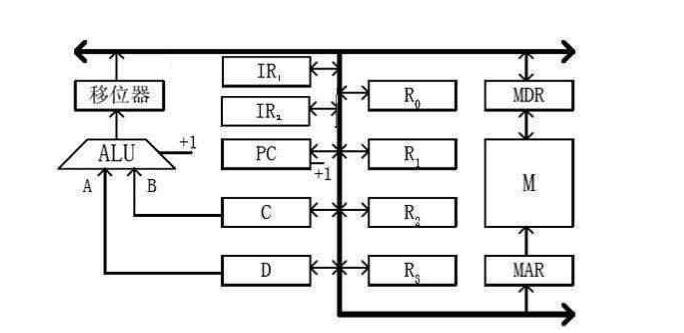 IR₁
移位器
R₀
MDR
IR₂
ALU
+1
PC
+1
R₁
M
A
B
C
R₂
D
R₃
MAR